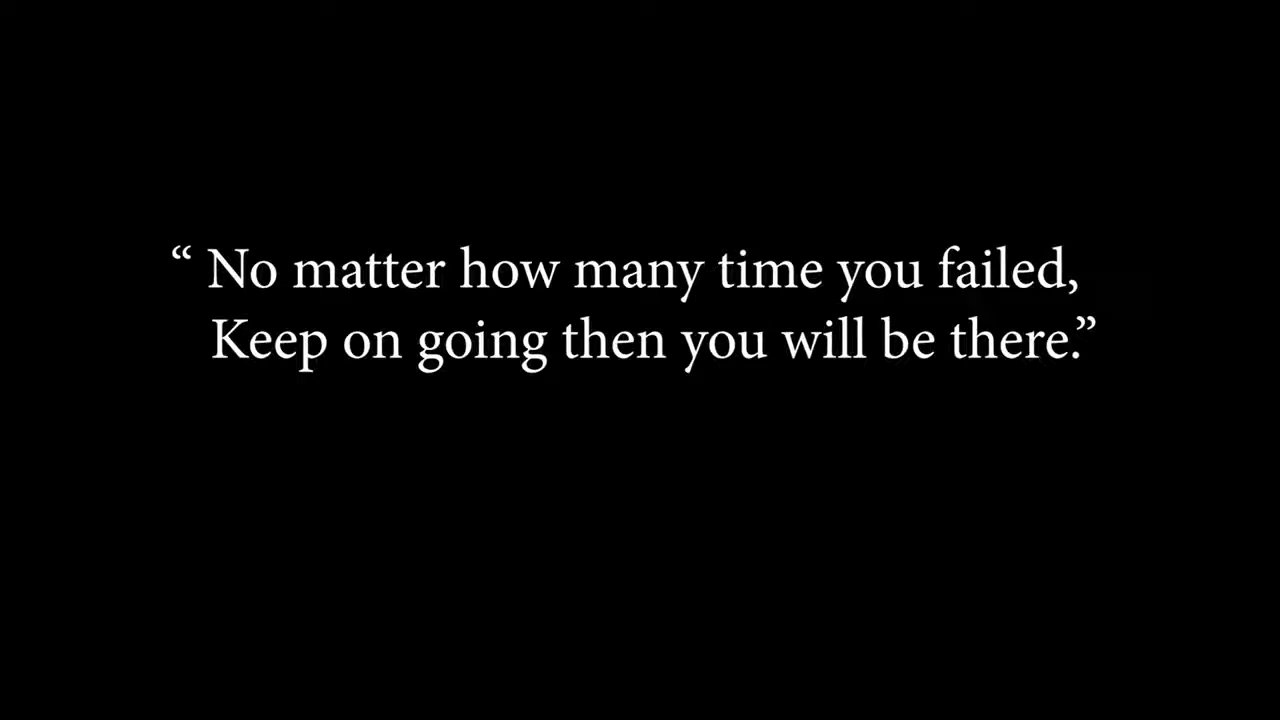 “ No matter how many time you failed,
Keep on going then you will be there.”